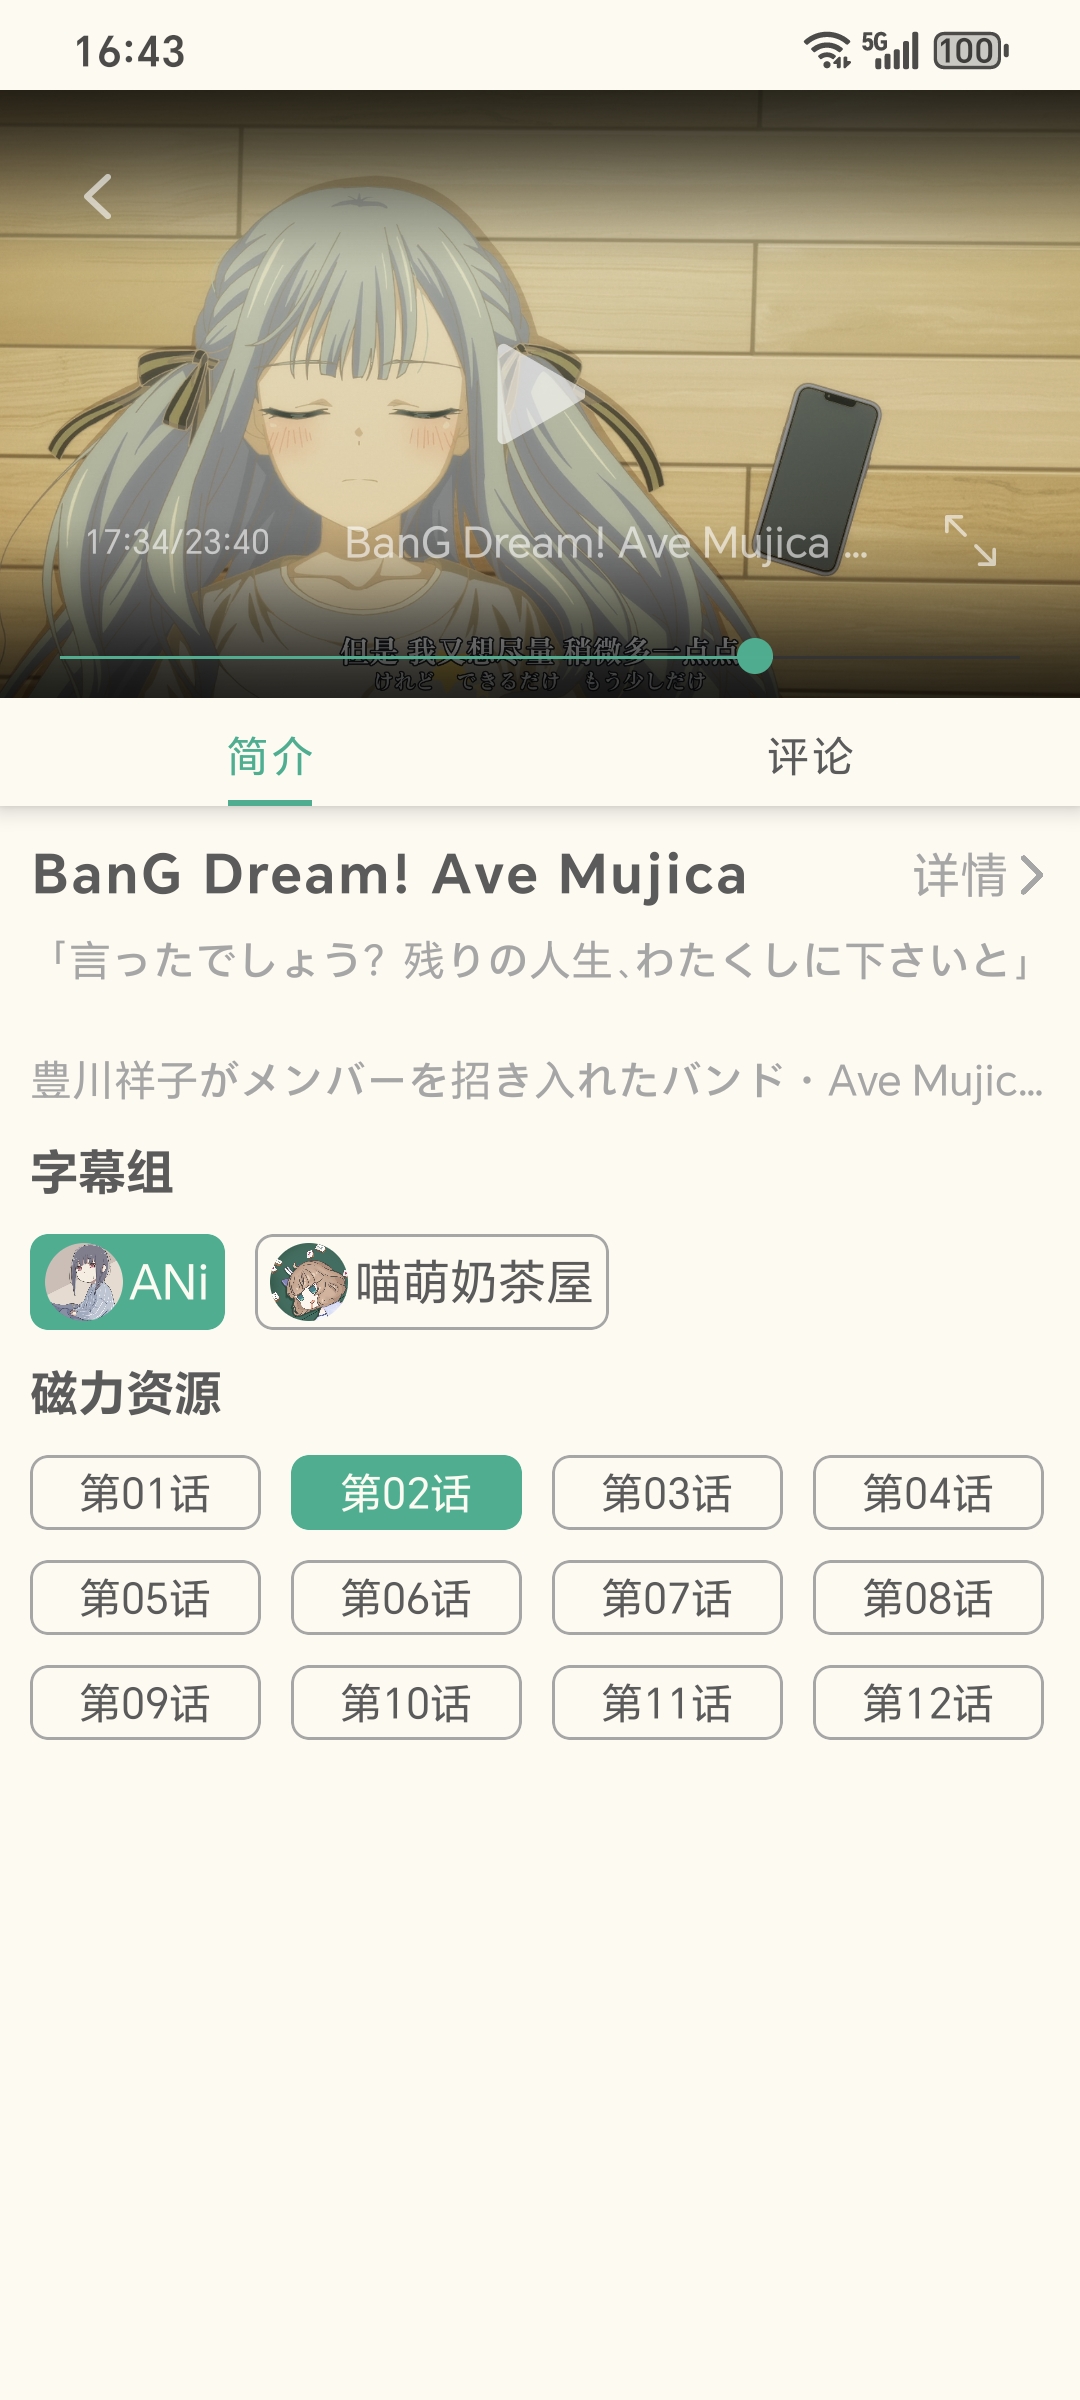 16:43
5G
100
17:34/23:40
BanG Dream! Ave Mujica ...
但是 我又想尽量 稍微多一点点
けれど できるだけ もう少しだけ
简介
评论
BanG Dream! Ave Mujica
详情
「言ったでしょう？残りの人生、わたくしに下さいと」
豊川祥子がメンバーを招き入れたバンド・Ave Mujic...
字幕组
ANi
喵萌奶茶屋
磁力资源
第01话
第02话
第03话
第04话
第05话
第06话
第07话
第08话
第09话
第10话
第11话
第12话